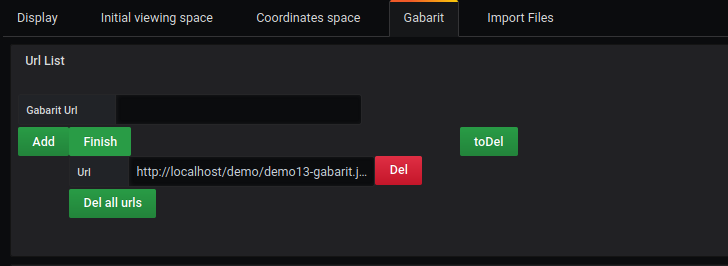 Display Initial viewing space Coordinates space Gabarit Import Files
Url List
Gabarit Url
Add Finish toDel
Url http://localhost/demo/demo13-gabarit.j... Del
Del all urls